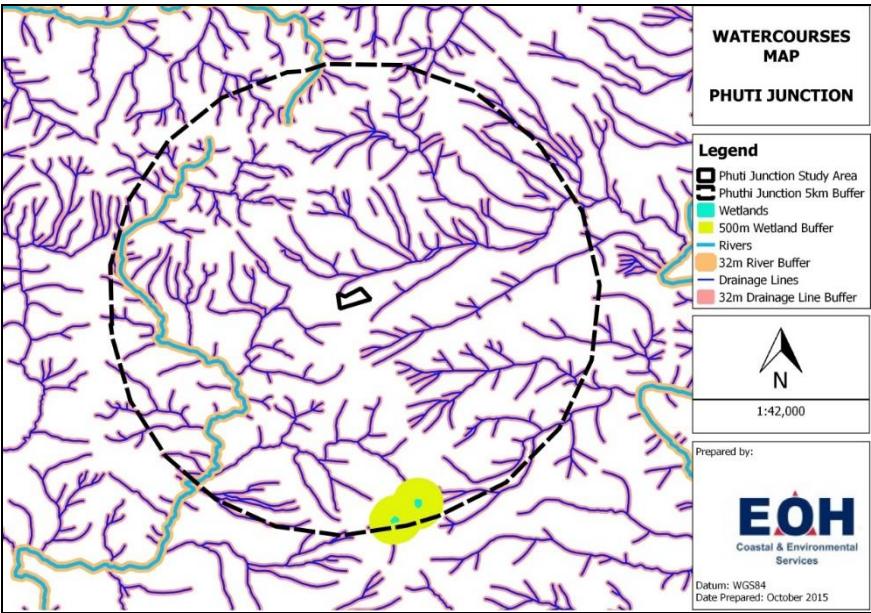 WATERCOURSES
MAP
PHUTI JUNCTION
Legend
Phuti Junction Study Area
Phuthi Junction 5km Buffer
Wetlands
500m Wetland Buffer
Rivers
32m River Buffer
Drainage Lines
32m Drainage Line Buffer
N
1:42,000
Prepared by:
EOH
Coastal & Environmental
Services
Datum: WGS84
Date Prepared: October 2015